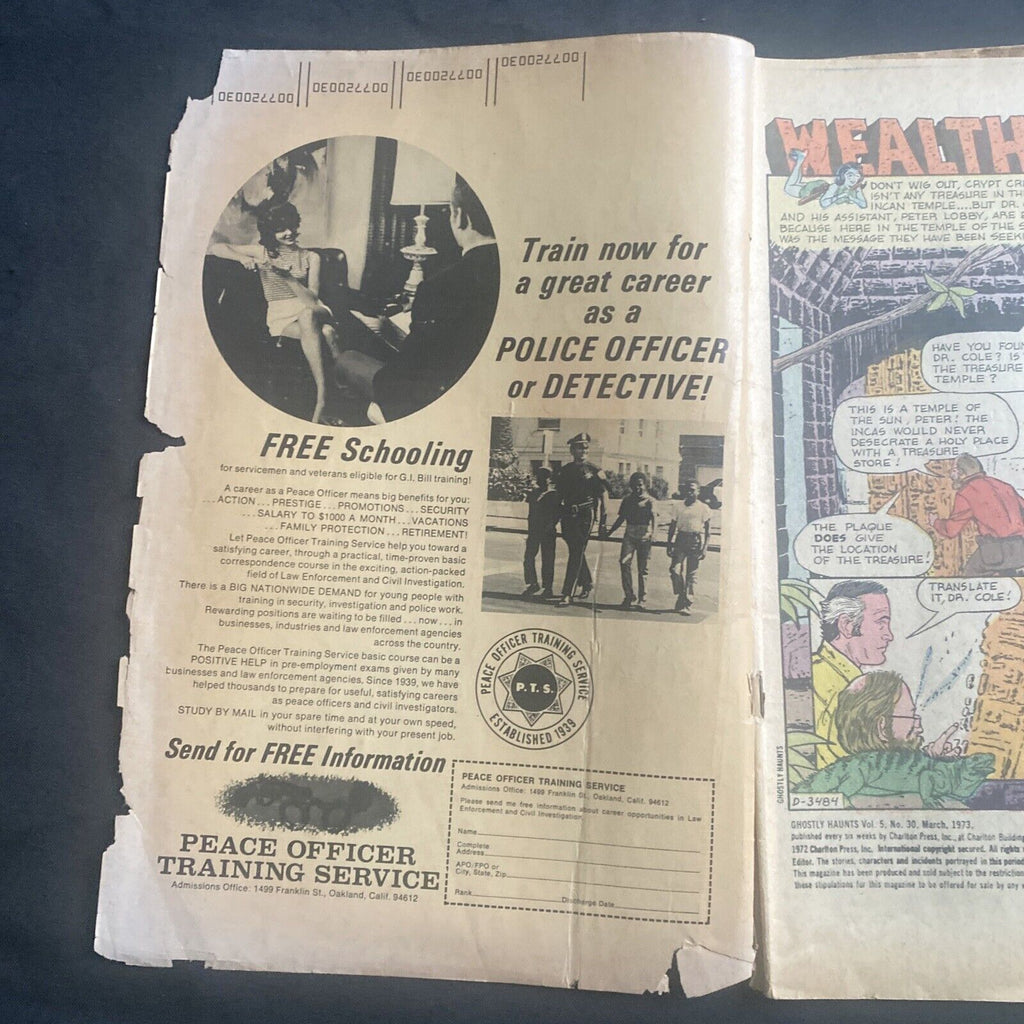 007720030
007720030
007720030
007720030
Train now for
a great career
as a
POLICE OFFICER
or DETECTIVE!
FREE Schooling
for servicemen and veterans eligible for G.I. Bill training!
A career as a Peace Officer means big benefits for you:
...ACTION...PRESTIGE...PROMOTIONS...SECURITY
...SALARY TO $1000 A MONTH...VACATIONS
...FAMILY PROTECTION...RETIREMENT!
Let Peace Officer Training Service help you toward a
satisfying career, through a practical, time-proven basic
correspondence course in the exciting, action-packed
field of Law Enforcement and Civil Investigation.
There is a BIG NATIONWIDE DEMAND for young people with
training in security, investigation and police work.
Rewarding positions are waiting to be filled...now...in
businesses, industries and law enforcement agencies
across the country.
The Peace Officer Training Service basic course can be a
POSITIVE HELP in pre-employment exams given by many
businesses and law enforcement agencies. Since 1939, we have
helped thousands to prepare for useful, satisfying careers
as peace officers and civil investigators.
STUDY BY MAIL in your spare time and at your own speed,
without interfering with your present job.
PEACE OFFICER TRAINING SERVICE
P.T.S.
ESTABLISHED 1939
Send for FREE Information
PEACE OFFICER
TRAINING SERVICE
Admissions Office: 1499 Franklin St., Oakland, Calif. 94612
PEACE OFFICER TRAINING SERVICE
Admissions Office: 1499 Franklin St., Oakland, Calif. 94612
Please send me free information about career opportunities in Law
Enforcement and Civil Investigation.
Name
Complete
Address
APO/FPO or
City, State, Zip
Rank
Discharge Date
WEALTH
DON'T WIG OUT, CRYPT
ISN'T ANY TREASURE IN
INCAN TEMPLE....BUT DR.
AND HIS ASSISTANT, PETER LOBBY, ARE
BECAUSE HERE IN THE TEMPLE OF THE
WAS THE MESSAGE THEY HAVE BEEN
HAVE YOU
DR. COLE? IS
THE TREASURE
TEMPLE?
THIS IS A TEMPLE OF
THE SUN, PETER! THE
INCAS WOULD NEVER
DESECRATE A HOLY PLACE
WITH A TREASURE
STORE!
THE PLAQUE
DOES GIVE
THE LOCATION
OF THE TREASURE!
TRANSLATE
IT, DR. COLE!
GHOSTLY HAUNTS
D-3484
GHOSTLY HAUNTS Vol. 5, No. 30, March, 1973,
published every six weeks by Charlton Press, Inc., at Charlton
1972 Charlton Press, Inc. International copyright secured. All rights
Editor. The stories, characters and incidents portrayed in this
This magazine has been produced and sold subject to the
these stipulations for this magazine to be offered for sale by any